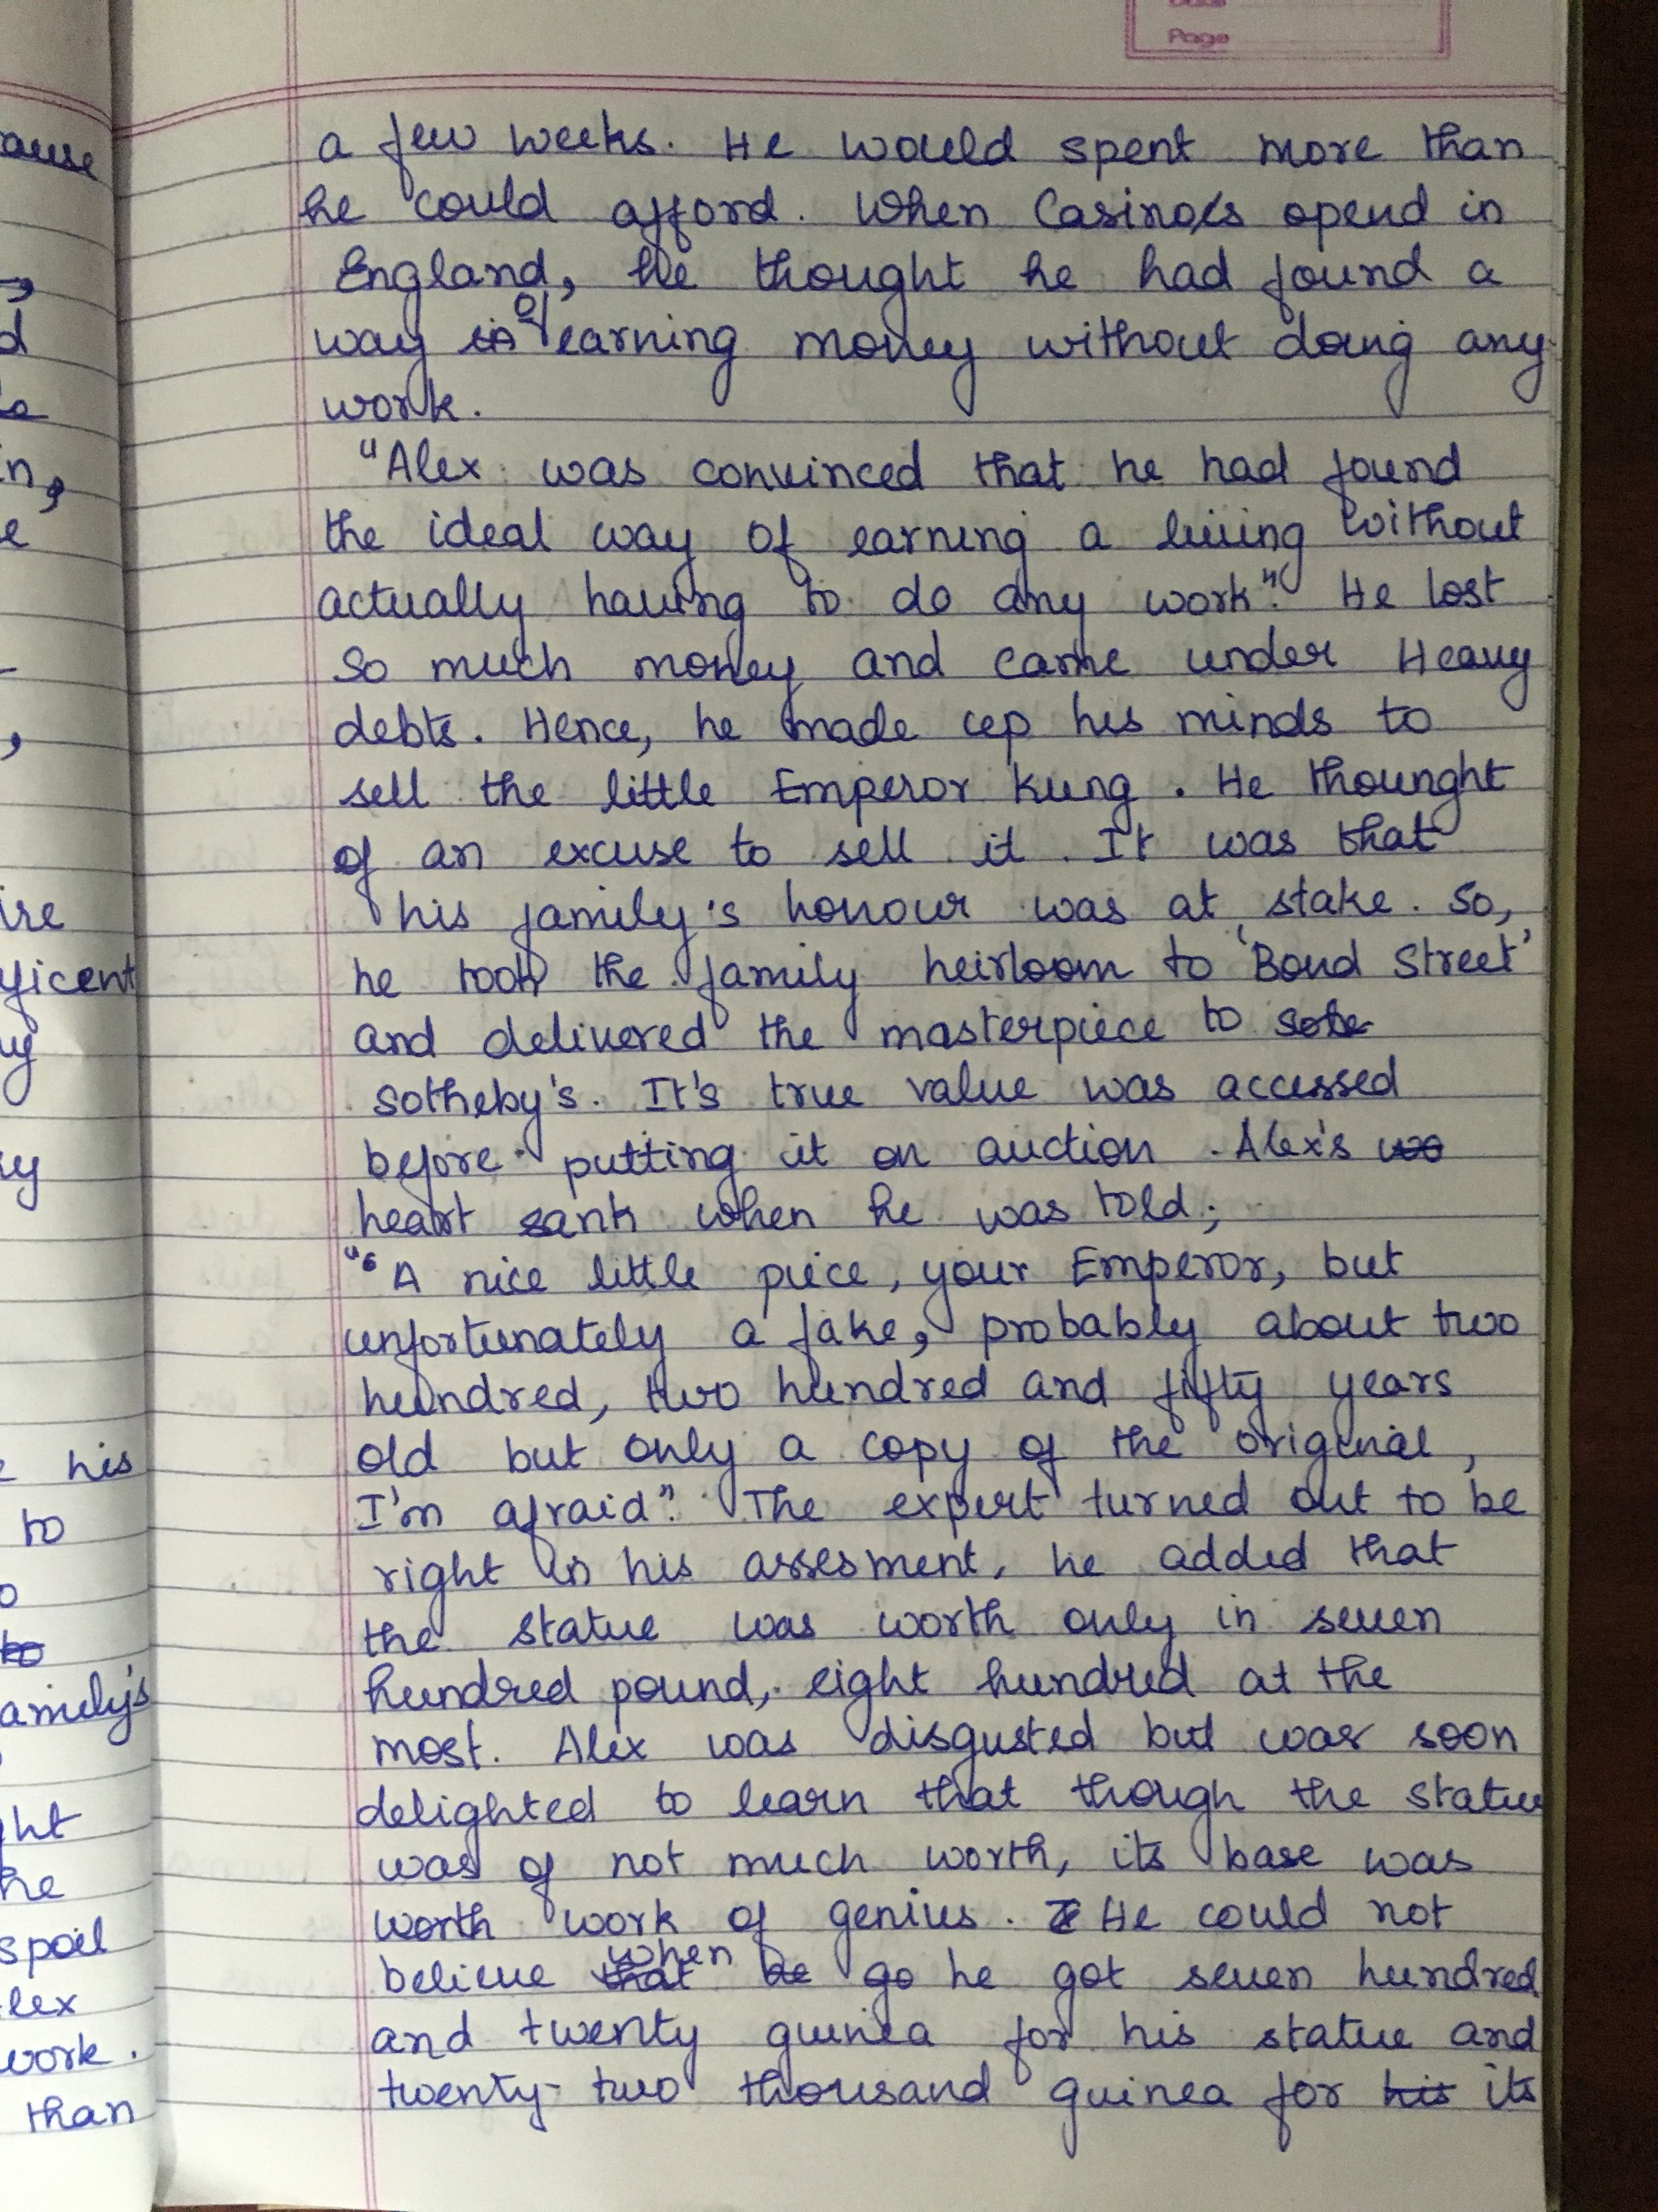 Page
a few weeks. He would spent more than
he could afford. When Casino's opend in
England, he thought he had found a
way of earning money without doing any
work.
"Alex was convinced that he had found
the ideal way of earning a living without
actually having to do any work". He lost
so much money and came under Heavy
debts. Hence, he made up his minds to
sell the little Emperor Kung. He thounght
of an excuse to sell it. It was that
his family's honour was at stake. So,
he took the family heirloom to 'Bond Street'
and delivered the masterpiece to
Sotheby's. It's true value was accessed
before putting it on auction. Alex's
heart sank when he was told;
"' A nice little piece, your Emperor, but
unfortunately a fake, probably about two
hundred, two hundred and fifty years
old but only a copy of the original,
I'm afraid". The expert turned out to be
right in his assesment, he added that
the statue was worth only in seven
hundred pound, eight hundred at the
most. Alex was disgusted but was soon
delighted to learn that though the statue
was of not much worth, its base was
worth work of genius. He could not
believe when he got seven hundred
and twenty guinea for his statue and
twenty-two thousand guinea for its
his
to
spoil
work.
than